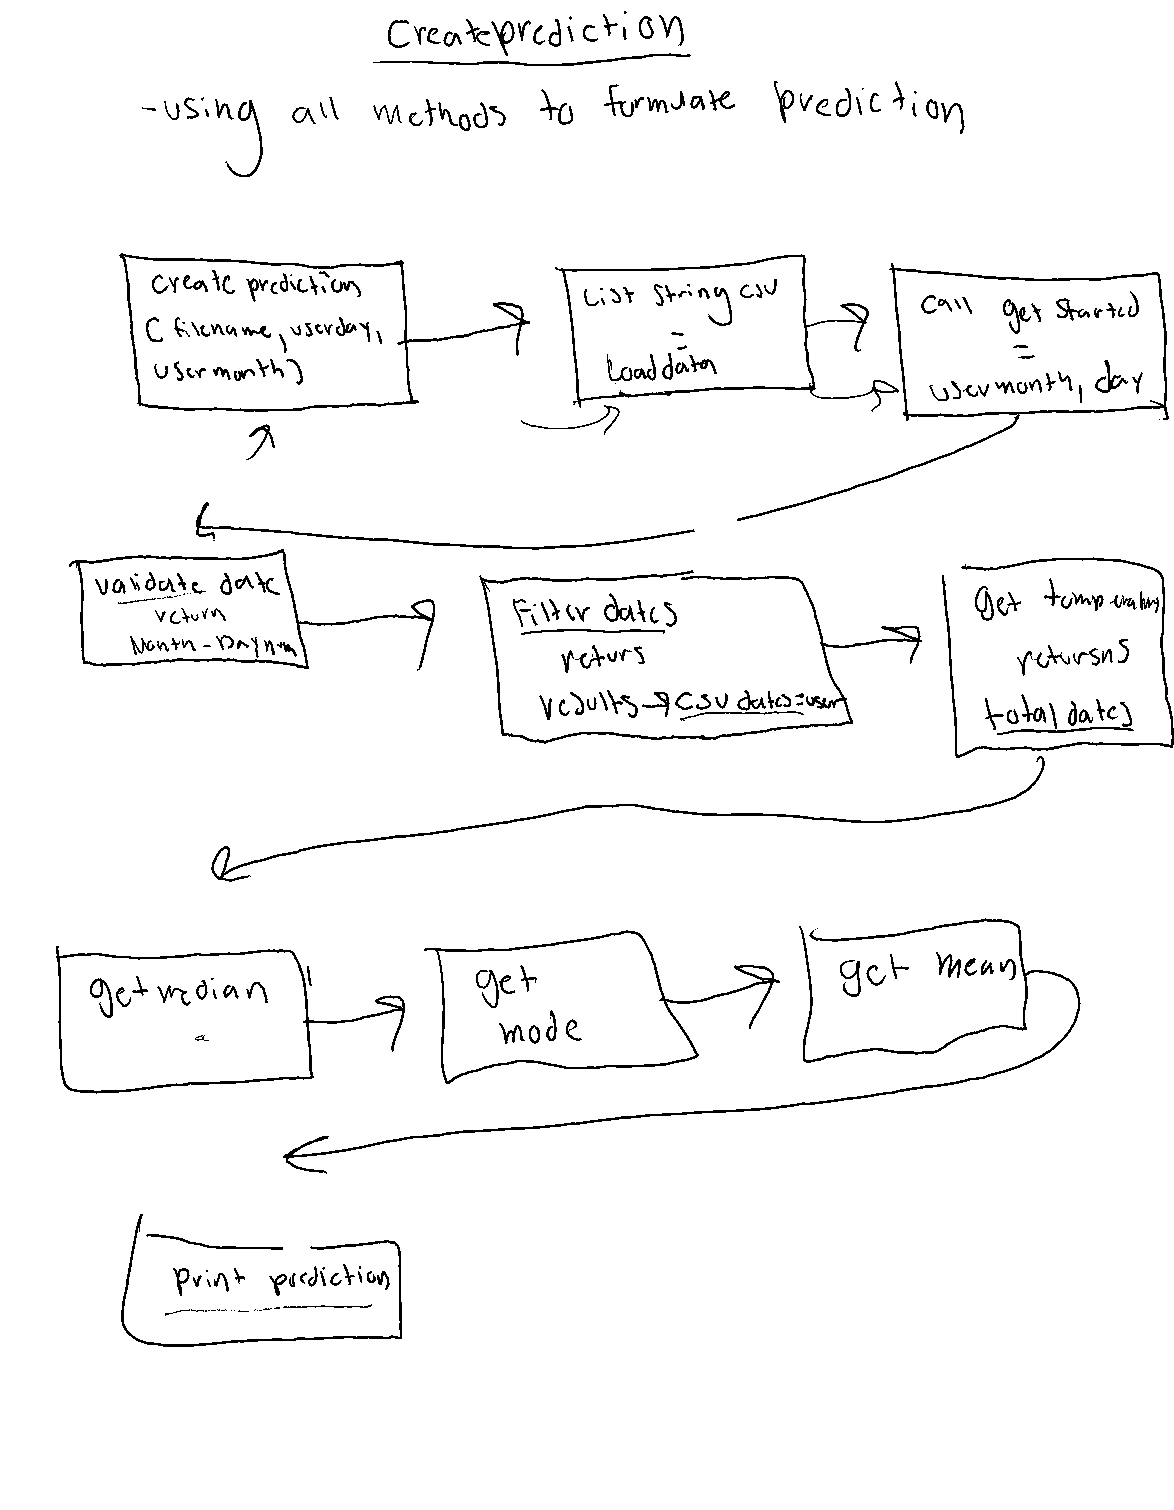 Createprediction
-using all methods to formulate prediction
create prediction
( filename, userday,
usermonth)
List String csv
=
Loaddata
call get started
=
usermonth, day
validate date
return
Month-Daynum
Filter dates
returs
results→csv dates=user
get
retursns
total dates
getmedian
get
mode
get mean
print prediction